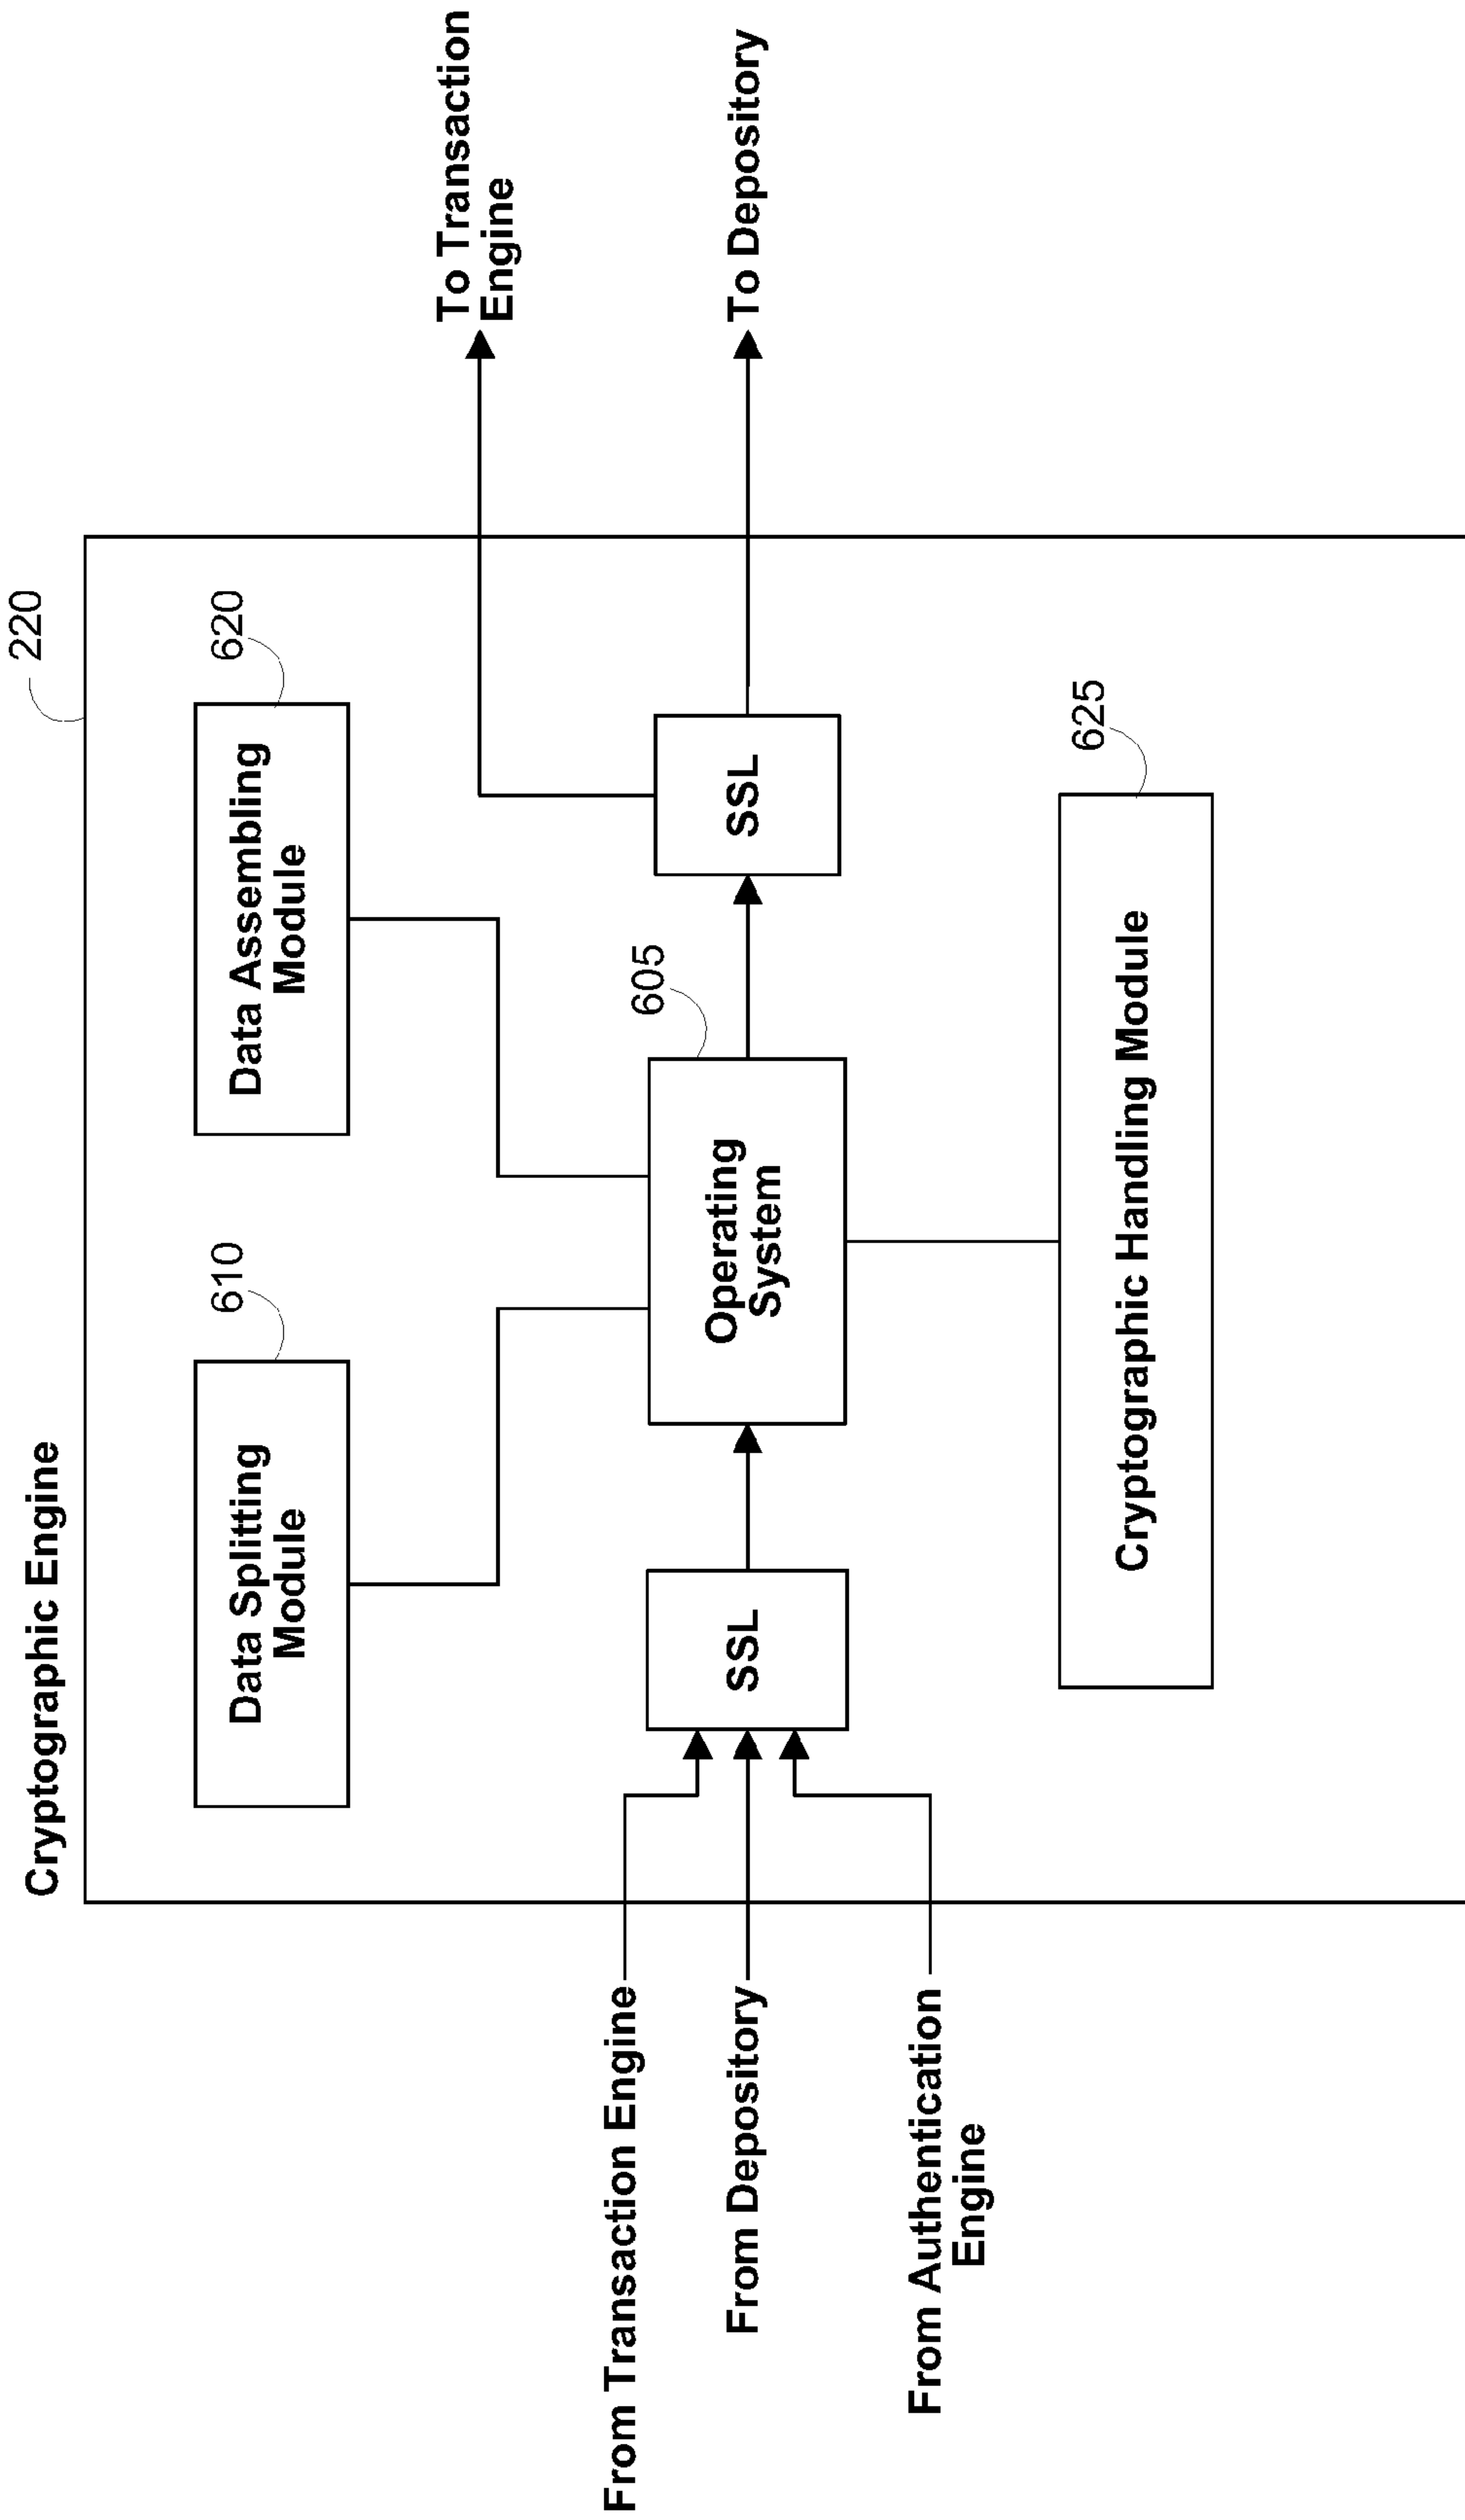 Cryptographic Engine
220
Data Splitting
Module
610
Data Assembling
Module
620
To Transaction
Engine
From Transaction Engine
From Depository
From Authentication
Engine
SSL
Operating
System
605
SSL
To Depository
Cryptographic Handling Module
625